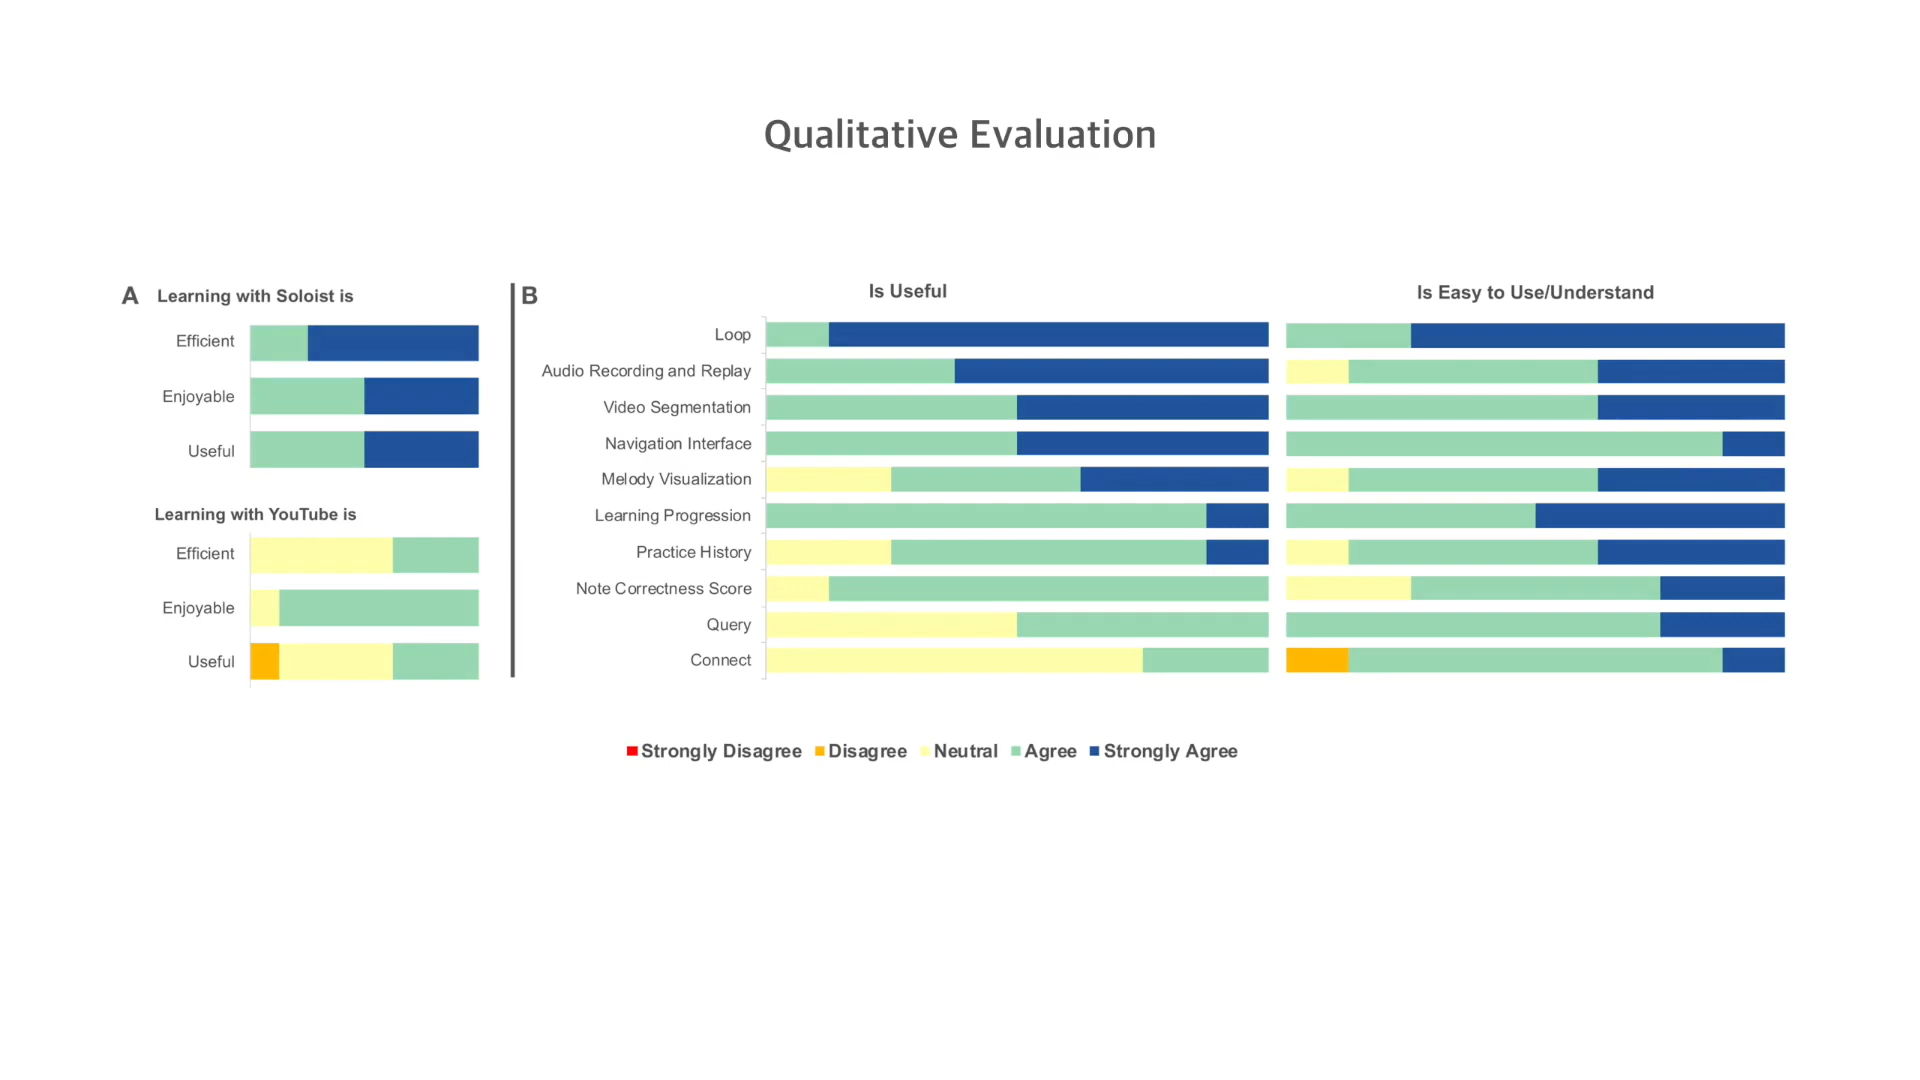 Qualitative Evaluation
A Learning with Soloist is
Efficient
Enjoyable
Useful
Learning with YouTube is
Efficient
Enjoyable
Useful
B
Is Useful
Is Easy to Use/Understand
Loop
Audio Recording and Replay
Video Segmentation
Navigation Interface
Melody Visualization
Learning Progression
Practice History
Note Correctness Score
Query
Connect
Strongly Disagree Disagree Neutral Agree Strongly Agree